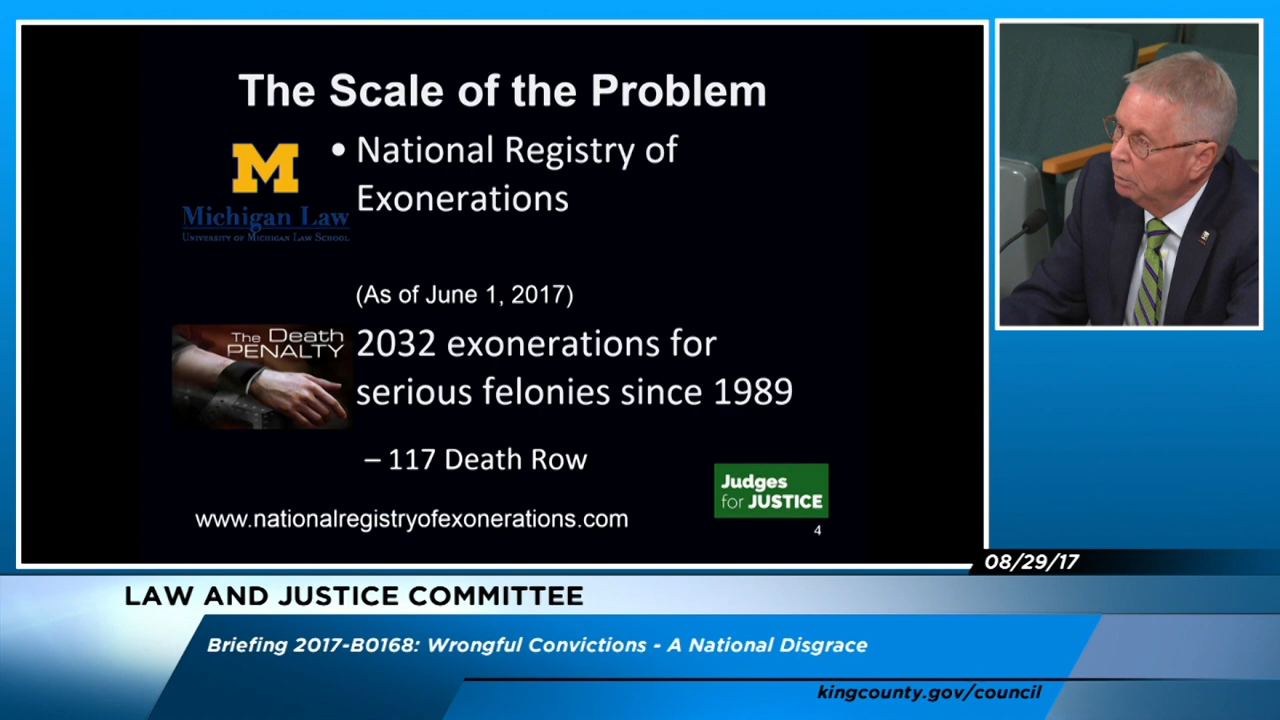 The Scale of the Problem
M
Michigan Law
UNIVERSITY OF MICHIGAN LAW SCHOOL
• National Registry of
Exonerations
(As of June 1, 2017)
The Death
PENALTY
2032 exonerations for
serious felonies since 1989
– 117 Death Row
Judges
for JUSTICE
www.nationalregistryofexonerations.com
4
08/29/17
LAW AND JUSTICE COMMITTEE
Briefing 2017-B0168: Wrongful Convictions - A National Disgrace
kingcounty.gov/council